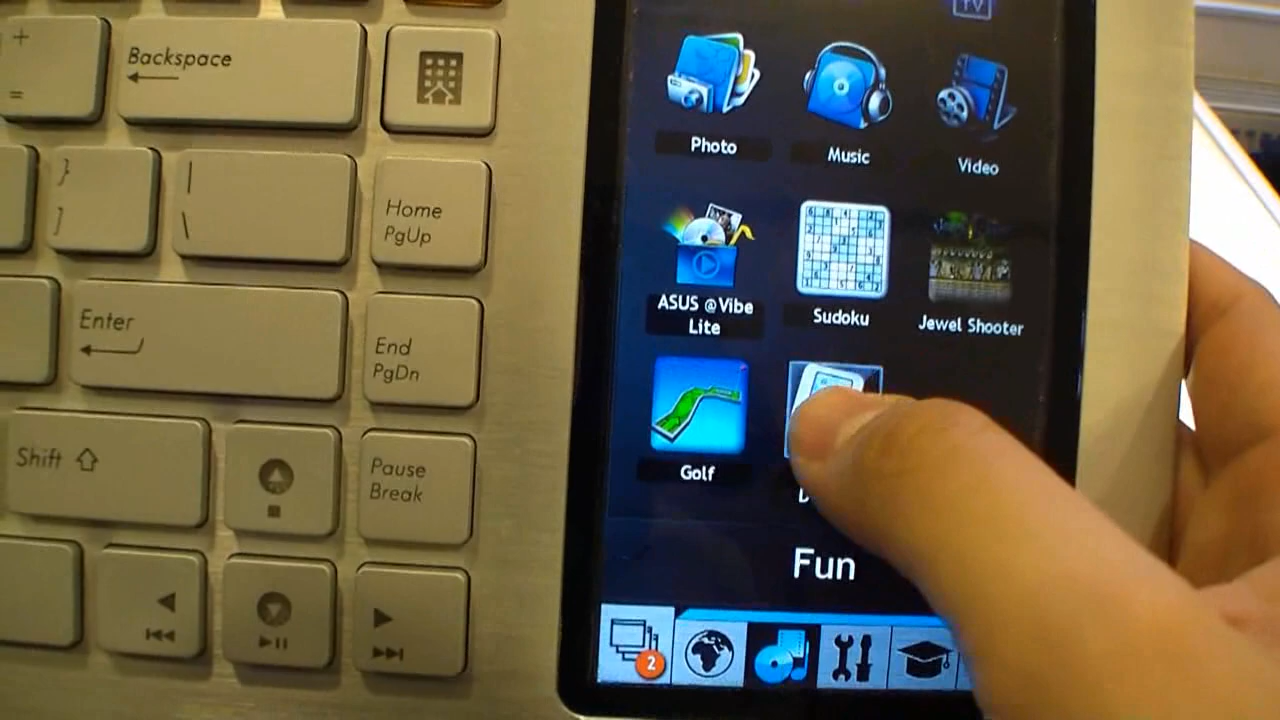 +
=
Backspace
}
]
|
\
Home
PgUp
Enter
End
PgDn
Shift
Pause
Break
TV
Photo
Music
Video
ASUS @Vibe
Lite
Sudoku
Jewel Shooter
Golf
Fun
2